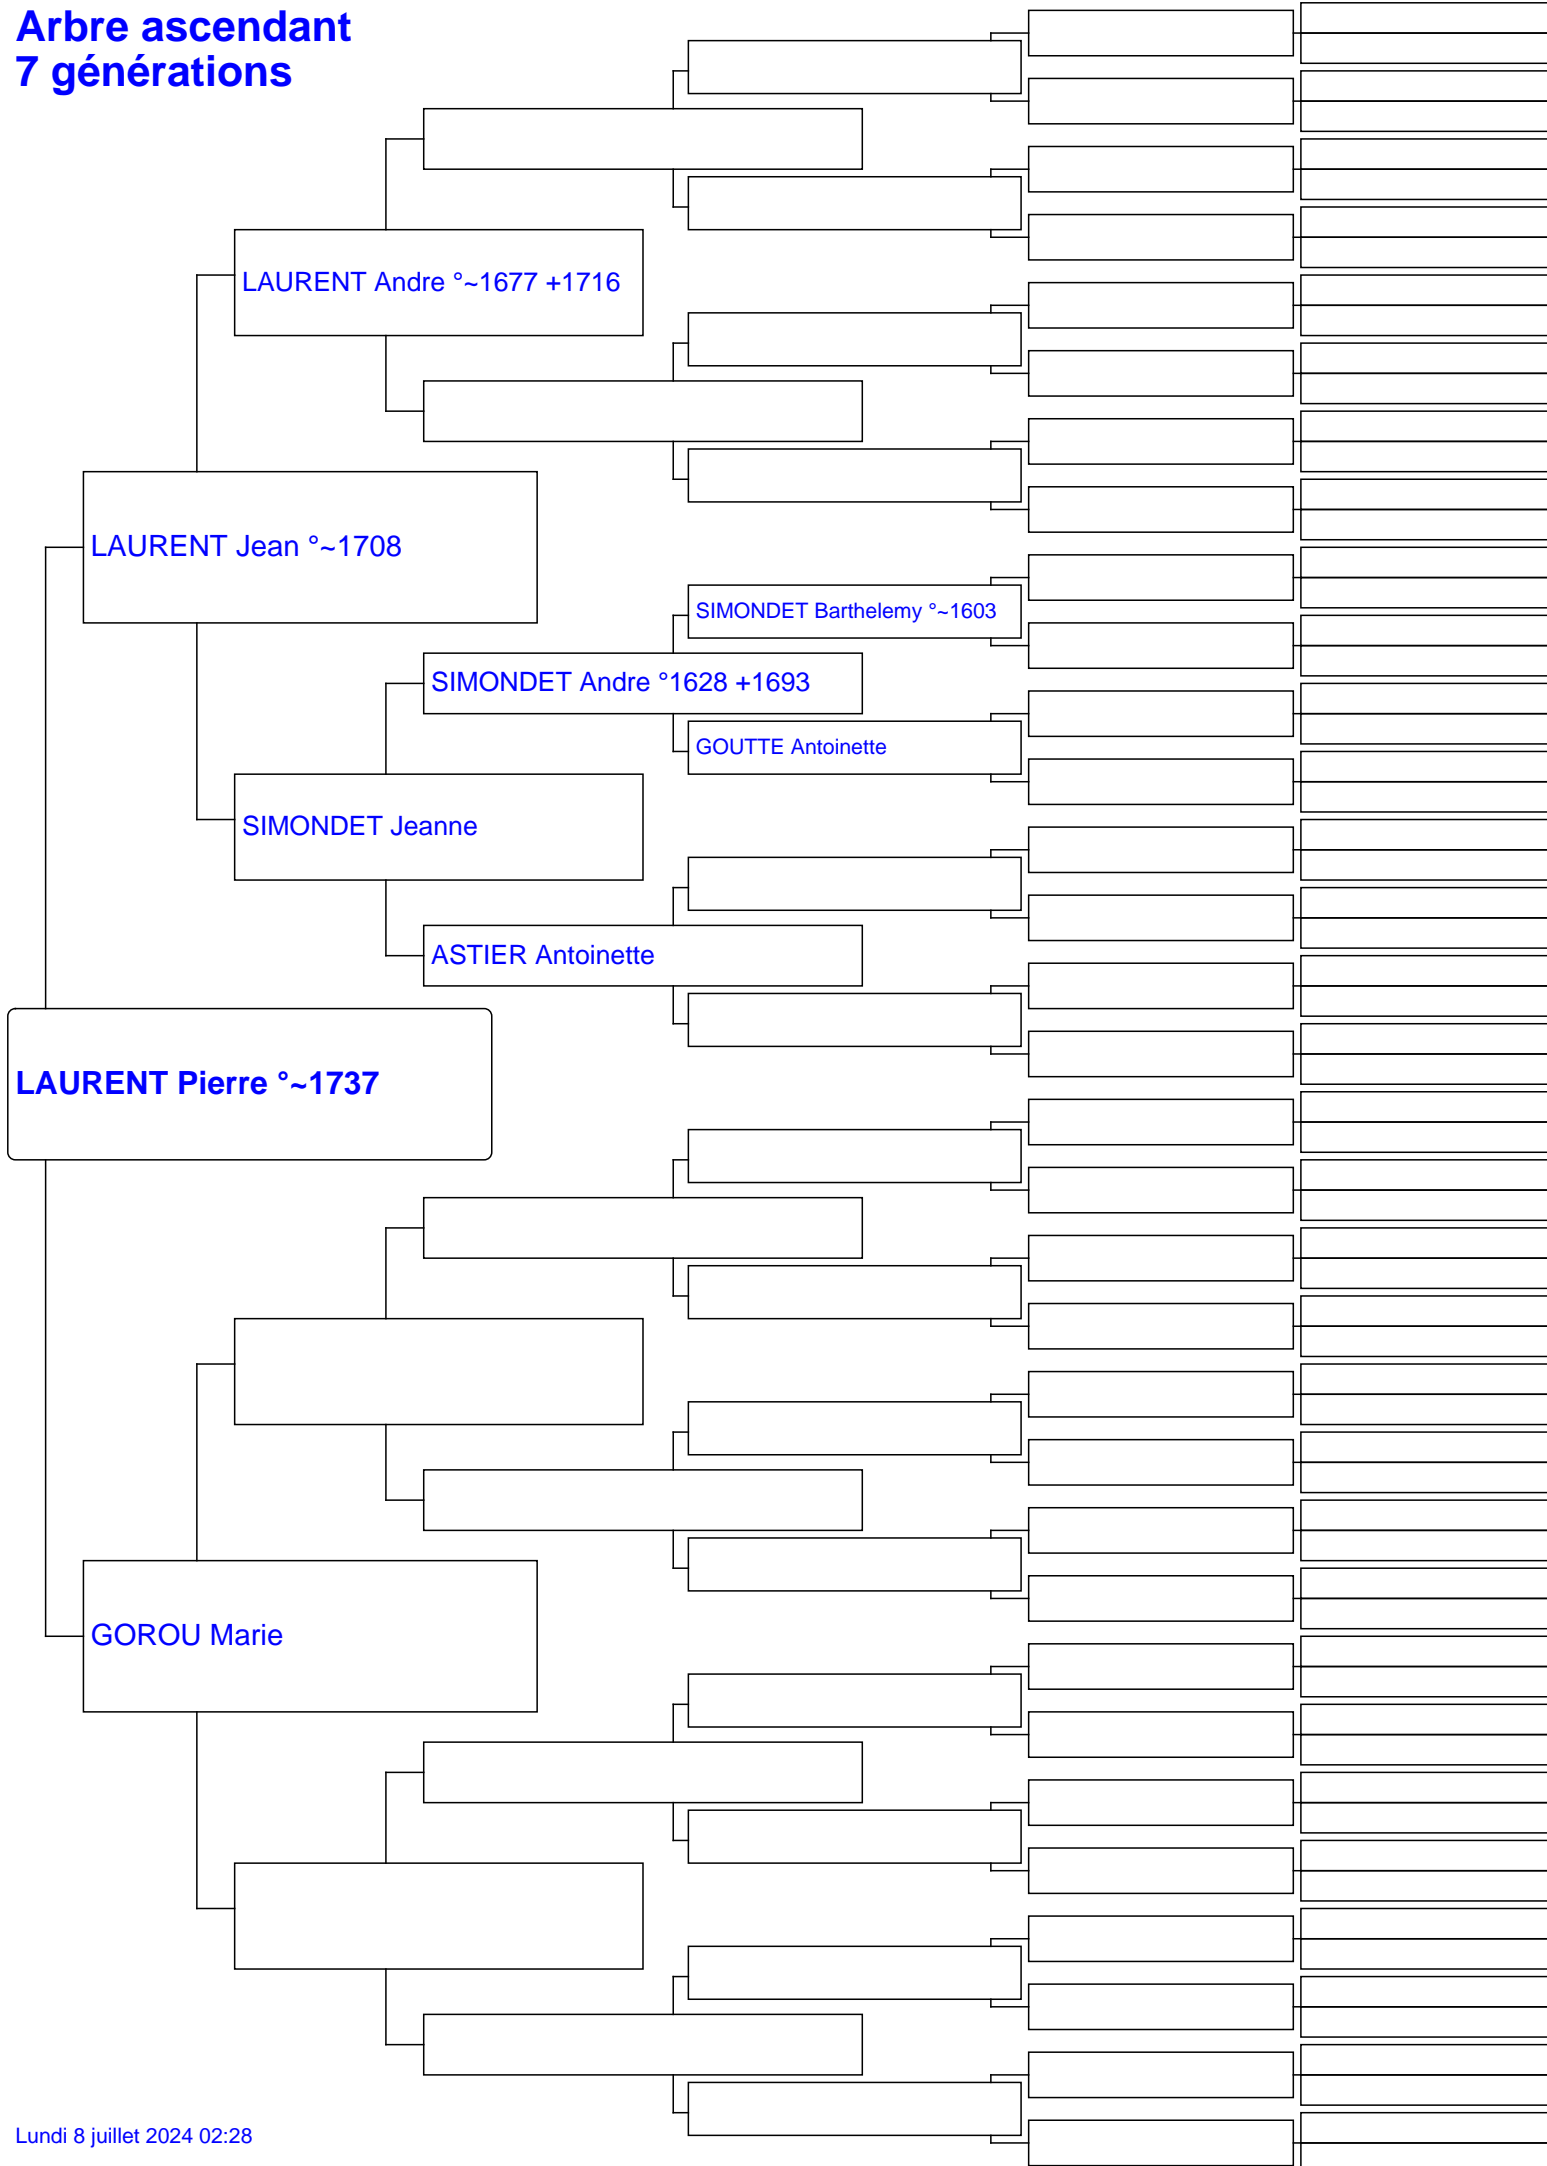 Arbre ascendant
7 générations
LAURENT Andre °~1677 +1716
LAURENT Jean °~1708
SIMONDET Barthelemy °~1603
SIMONDET Andre °1628 +1693
GOUTTE Antoinette
SIMONDET Jeanne
ASTIER Antoinette
LAURENT Pierre °~1737
GOROU Marie
Lundi 8 juillet 2024 02:28